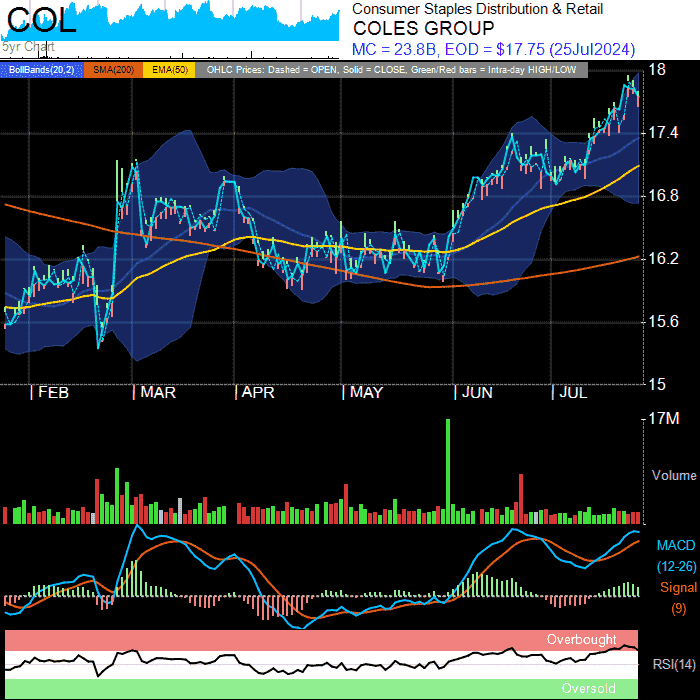 COL
5yr Chart
Consumer Staples Distribution & Retail
COLES GROUP
MC = 23.8B, EOD = $17.75 (25Jul2024)
BollBands(20,2) SMA(200) EMA(50) OHLC Prices: Dashed = OPEN, Solid = CLOSE, Green/Red bars = Intra-day HIGH/LOW
18
17.4
16.8
16.2
15.6
15
FEB MAR APR MAY JUN JUL
17M
Volume
MACD
(12-26)
Signal
(9)
Overbought
RSI(14)
Oversold